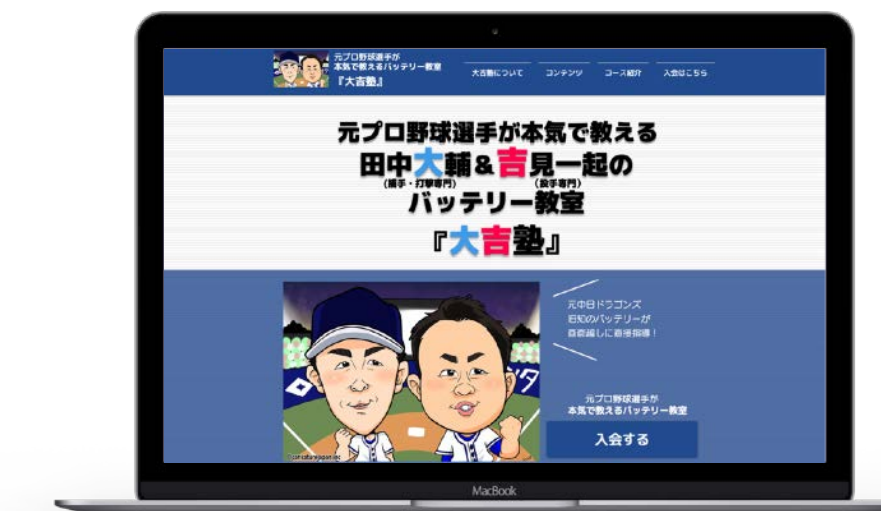 元プロ野球選手が
本気で教えるバッテリー教室
『大吉塾』
大吉塾について
コンテンツ
コース紹介
入会はこちら
元プロ野球選手が本気で教える
田中大輔&吉見一起の
(捕手・打撃専門)
(投手専門)
バッテリー教室
『大吉塾』
元中日ドラゴンズ
旧知のバッテリーが
画面越しに直接指導!
元プロ野球選手が
本気で教えるバッテリー教室
入会する
MacBook